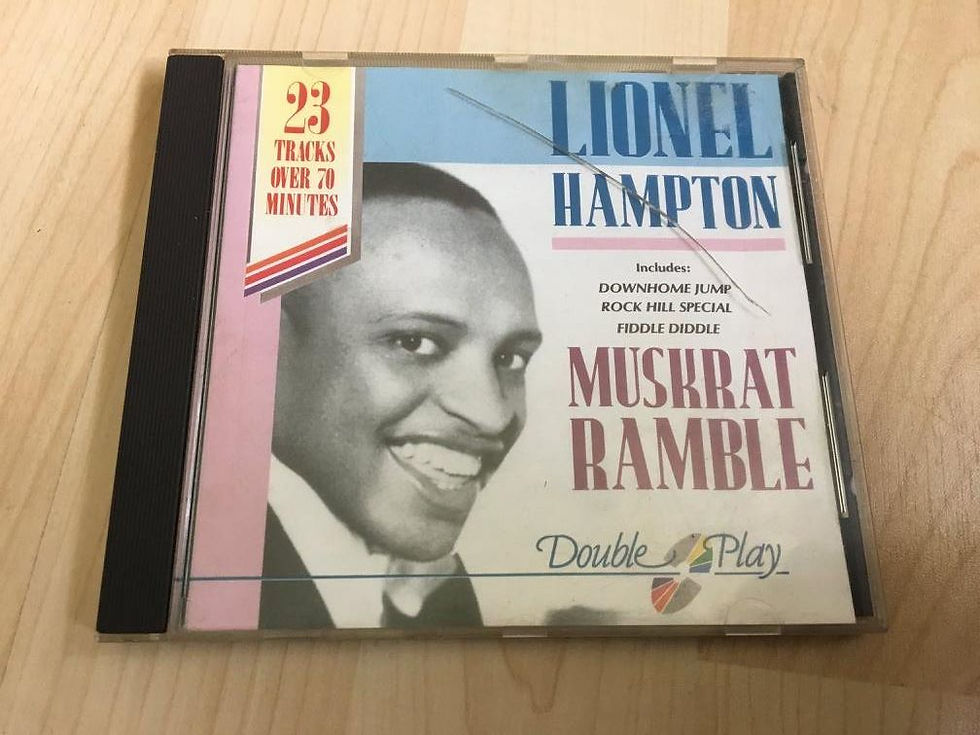 23
TRACKS
OVER 70
MINUTES
LIONEL
HAMPTON
Includes:
DOWNHOME JUMP
ROCK HILL SPECIAL
FIDDLE DIDDLE
MUSKRAT
RAMBLE
Double Play